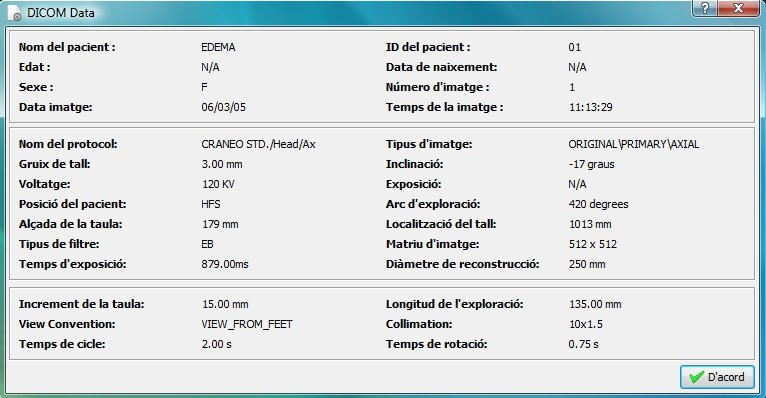 DICOM Data
Nom del pacient : EDEMA ID del pacient : 01
Edat : N/A Data de naixement: N/A
Sexe : F Número d'imatge : 1
Data imatge: 06/03/05 Temps de la imatge : 11:13:29
Nom del protocol: CRANEO STD./Head/Ax Tipus d'imatge: ORIGINAL\PRIMARY\AXIAL
Gruix de tall: 3.00 mm Inclinació: -17 graus
Voltatge: 120 KV Exposició: N/A
Posició del pacient: HFS Arc d'exploració: 420 degrees
Alçada de la taula: 179 mm Localització del tall: 1013 mm
Tipus de filtre: EB Matriu d'imatge: 512 x 512
Temps d'exposició: 879.00ms Diàmetre de reconstrucció: 250 mm
Increment de la taula: 15.00 mm Longitud de l'exploració: 135.00 mm
View Convention: VIEW_FROM_FEET Collimation: 10x1.5
Temps de cicle: 2.00 s Temps de rotació: 0.75 s
D'acord